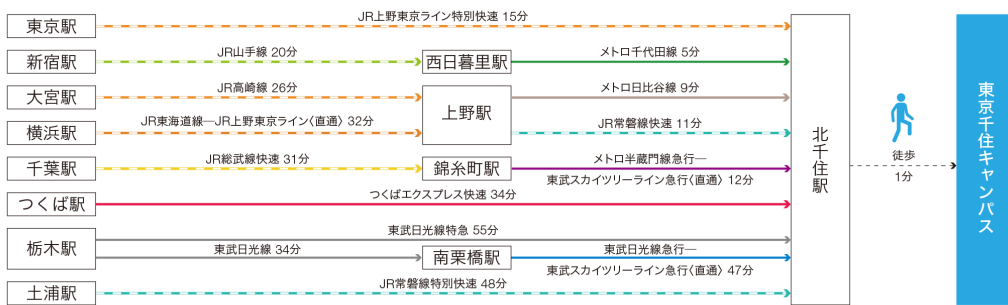 東京駅
JR上野東京ライン特別快速 15分
新宿駅
JR山手線 20分
西日暮里駅
メトロ千代田線 5分
大宮駅
JR高崎線 26分
上野駅
メトロ日比谷線 9分
横浜駅
JR東海道線―JR上野東京ライン〈直通〉 32分
JR常磐線快速 11分
千葉駅
JR総武線快速 31分
錦糸町駅
メトロ半蔵門線急行―
東武スカイツリーライン急行〈直通〉 12分
つくば駅
つくばエクスプレス快速 34分
栃木駅
東武日光線特急 55分
東武日光線 34分
南栗橋駅
東武日光線急行―
東武スカイツリーライン急行〈直通〉 47分
土浦駅
JR常磐線特別快速 48分
北千住駅
徒歩
1分
東京千住キャンパス